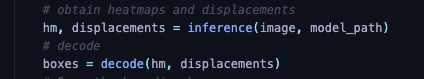 # obtain heatmaps and displacements
hm, displacements = inference(image, model_path)
# decode
boxes = decode(hm, displacements)